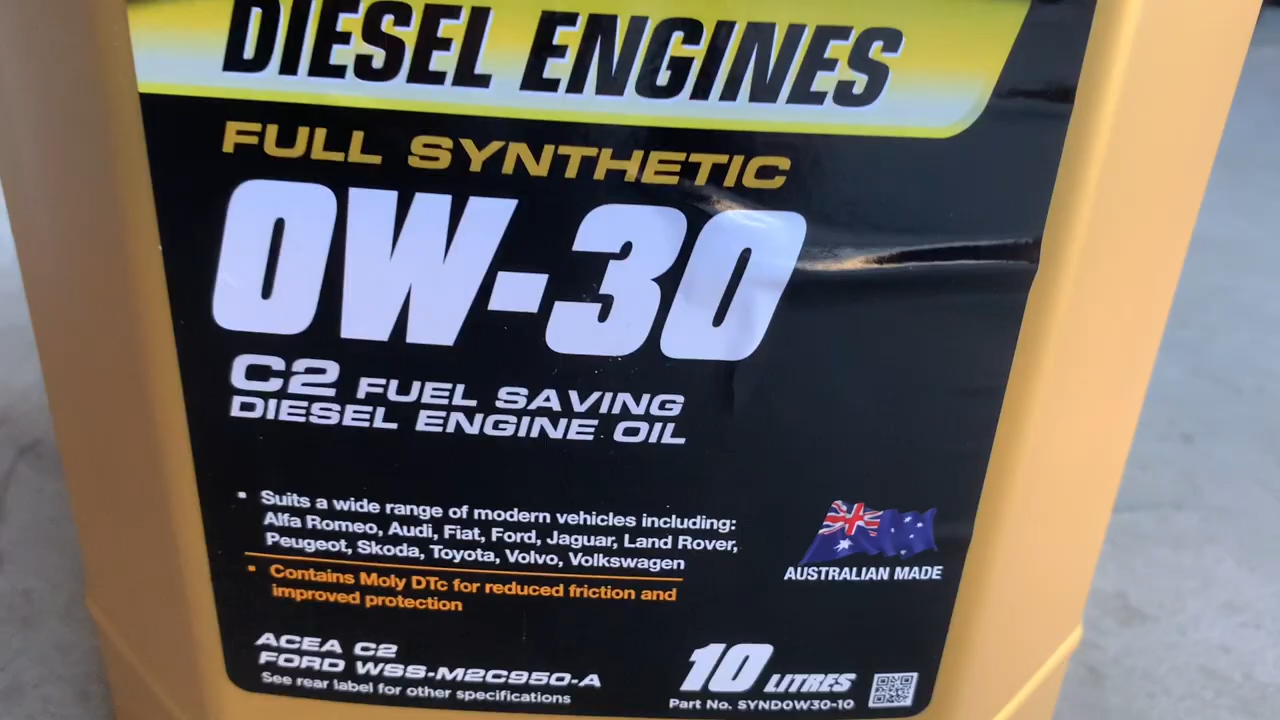 DIESEL ENGINES
FULL SYNTHETIC
0W-30
C2 FUEL SAVING
DIESEL ENGINE OIL
▪ Suits a wide range of modern vehicles including:
Alfa Romeo, Audi, Fiat, Ford, Jaguar, Land Rover,
Peugeot, Skoda, Toyota, Volvo, Volkswagen
▪ Contains Moly DTc for reduced friction and
improved protection
AUSTRALIAN MADE
ACEA C2
FORD WSS-M2C950-A
See rear label for other specifications
10 LITRES
Part No. SYND0W30-10